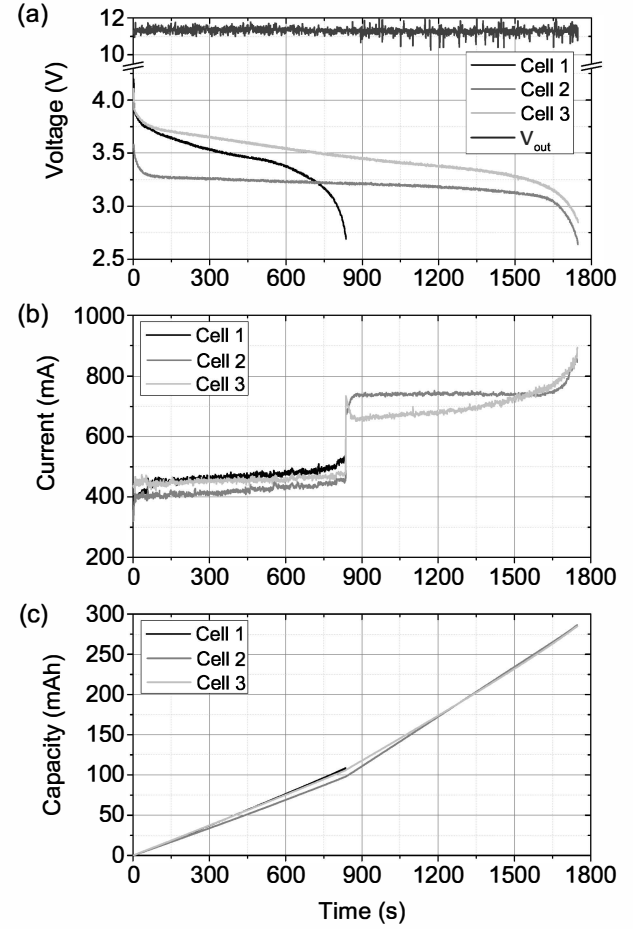 (a)
12
11
4.0
3.5
3.0
2.5
Voltage (V)
Cell 1
Cell 2
Cell 3
Vout
0 300 600 900 1200 1500 1800
(b)
1000
800
600
400
200
Current (mA)
Cell 1
Cell 2
Cell 3
0 300 600 900 1200 1500 1800
(c)
300
250
200
150
100
50
0
Capacity (mAh)
Cell 1
Cell 2
Cell 3
0 300 600 900 1200 1500 1800
Time (s)